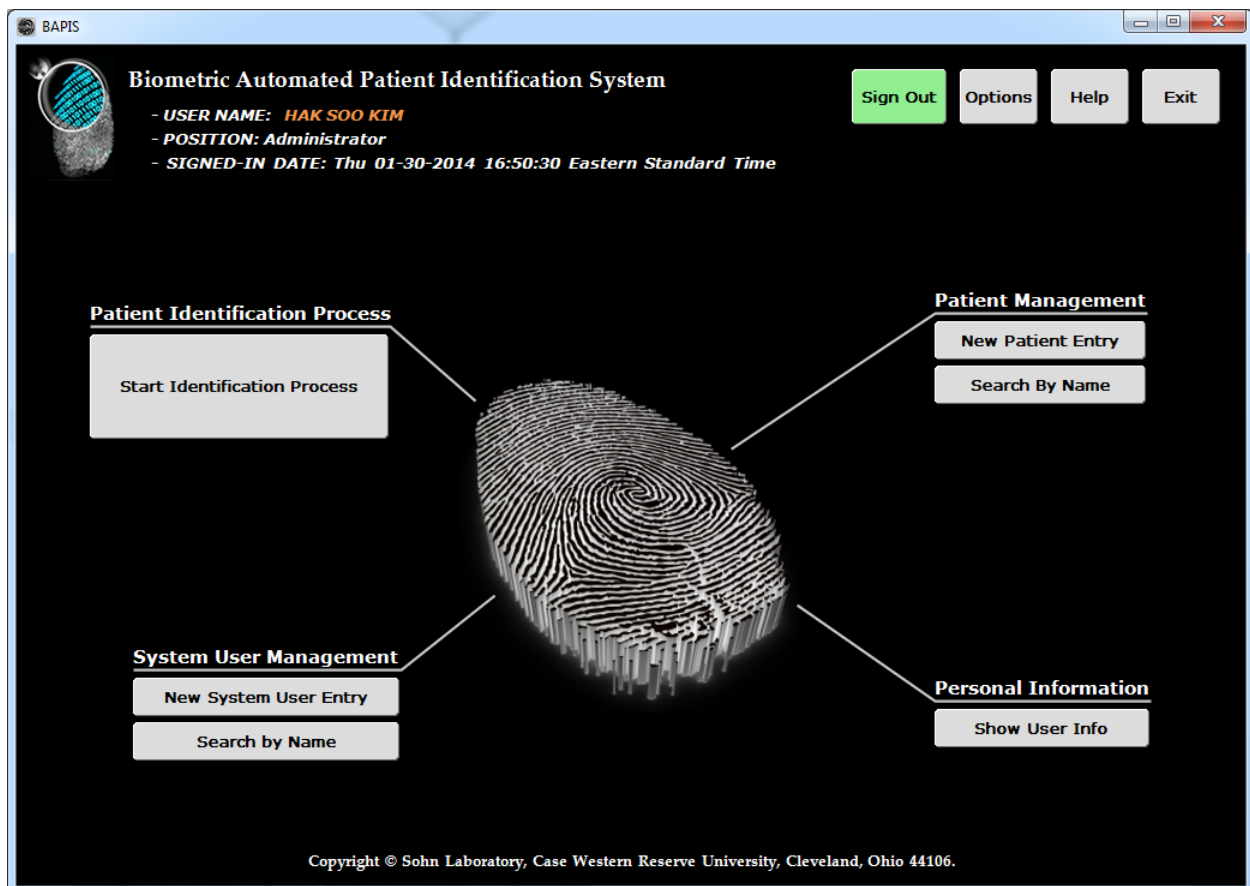 BAPIS
Biometric Automated Patient Identification System
- USER NAME: HAK SOO KIM
- POSITION: Administrator
- SIGNED-IN DATE: Thu 01-30-2014 16:50:30 Eastern Standard Time
Sign Out
Options
Help
Exit
Patient Identification Process
Start Identification Process
Patient Management
New Patient Entry
Search By Name
System User Management
New System User Entry
Search by Name
Personal Information
Show User Info
Copyright © Sohn Laboratory, Case Western Reserve University, Cleveland, Ohio 44106.